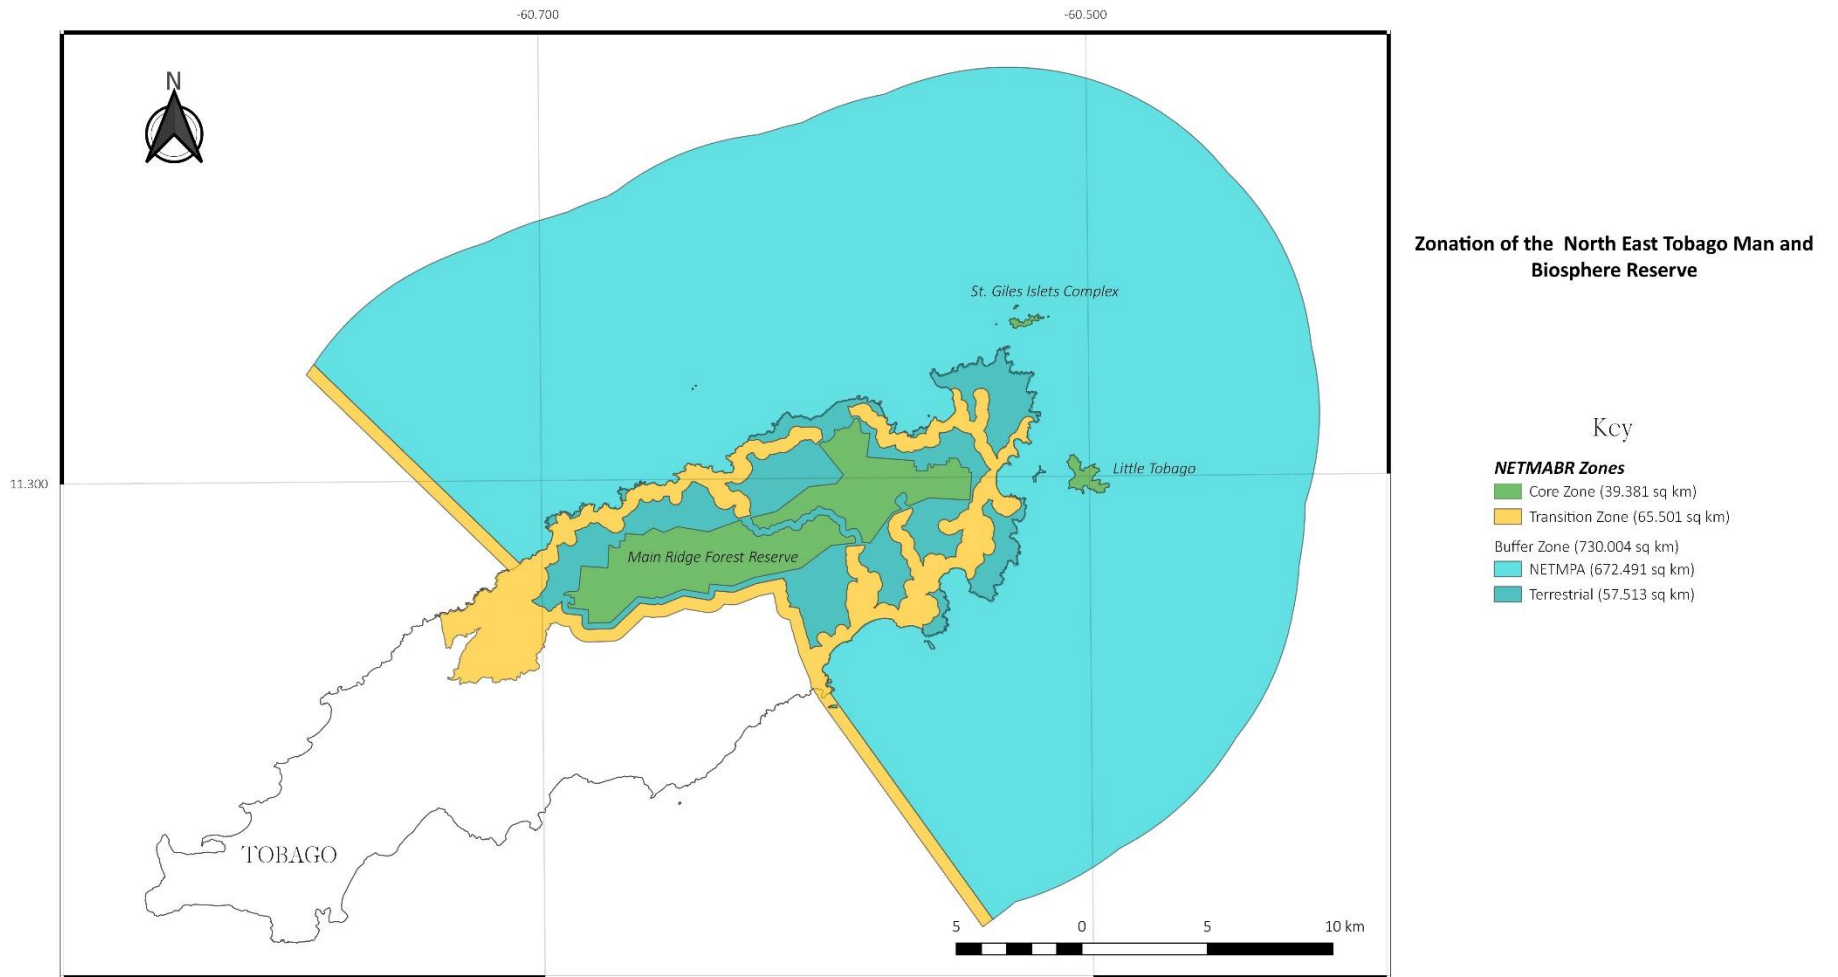 -60.700
-60.500
N
Zonation of the North East Tobago Man and
Biosphere Reserve
St. Giles Islets Complex
Key
Little Tobago
NETMABR Zones
11.300
Core Zone (39.381 sq km)
Transition Zone (65.501 sq km)
Buffer Zone (730.004 sq km)
Main Ridge Forest Reserve
NETMPA (672.491 sq km)
Terrestrial (57.513 sq km)
TOBAGO
5 0 5 10 km